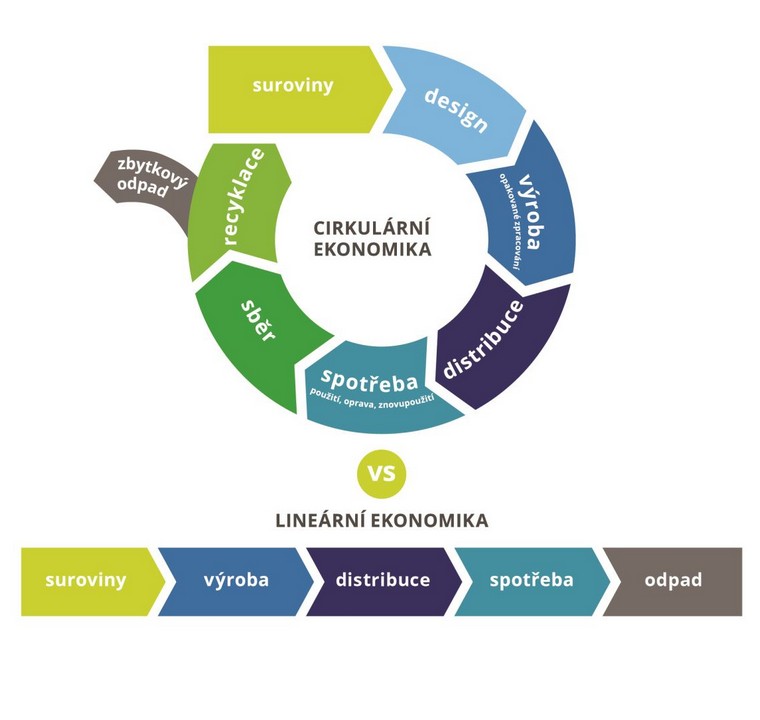 suroviny
design
výroba
opakované zpracování
distribuce
spotřeba
použití, oprava, znovupoužití
sběr
recyklace
zbytkový
odpad
CIRKULÁRNÍ
EKONOMIKA
VS
LINEÁRNÍ EKONOMIKA
suroviny
výroba
distribuce
spotřeba
odpad